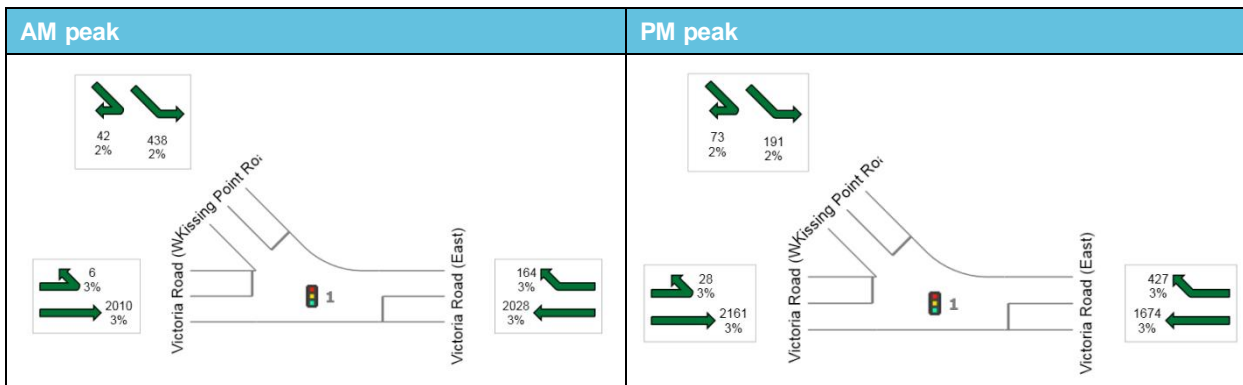 AM peak
PM peak
42 438
2% 2%
Kissing Point Roa
Victoria Road (W
6
3%
2010
3%
1
Victoria Road (East)
164
3%
2028
3%
73 191
2% 2%
Kissing Point Roa
Victoria Road (W
28
3%
2161
3%
1
Victoria Road (East)
427
3%
1674
3%